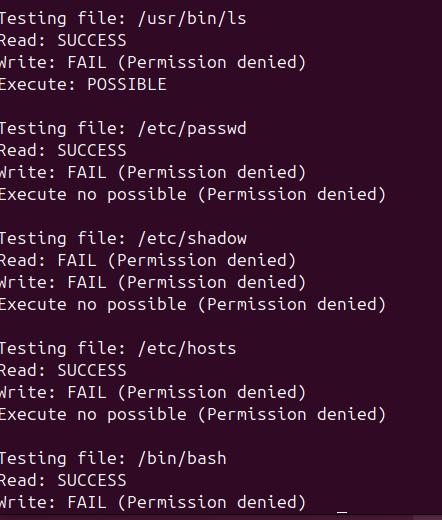 Testing file: /usr/bin/ls
Read: SUCCESS
Write: FAIL (Permission denied)
Execute: POSSIBLE
Testing file: /etc/passwd
Read: SUCCESS
Write: FAIL (Permission denied)
Execute no possible (Permission denied)
Testing file: /etc/shadow
Read: FAIL (Permission denied)
Write: FAIL (Permission denied)
Execute no possible (Permission denied)
Testing file: /etc/hosts
Read: SUCCESS
Write: FAIL (Permission denied)
Execute no possible (Permission denied)
Testing file: /bin/bash
Read: SUCCESS
Write: FAIL (Permission denied)